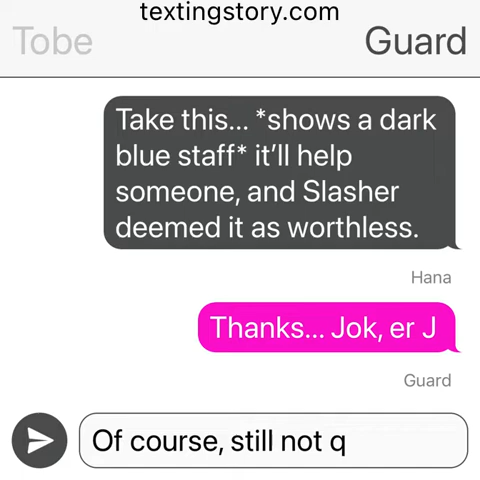 textingstory.com
Tobe
Guard
Take this... *shows a dark
blue staff* it’ll help
someone, and Slasher
deemed it as worthless.
Hana
Thanks... Jok, er J
Guard
Of course, still not q